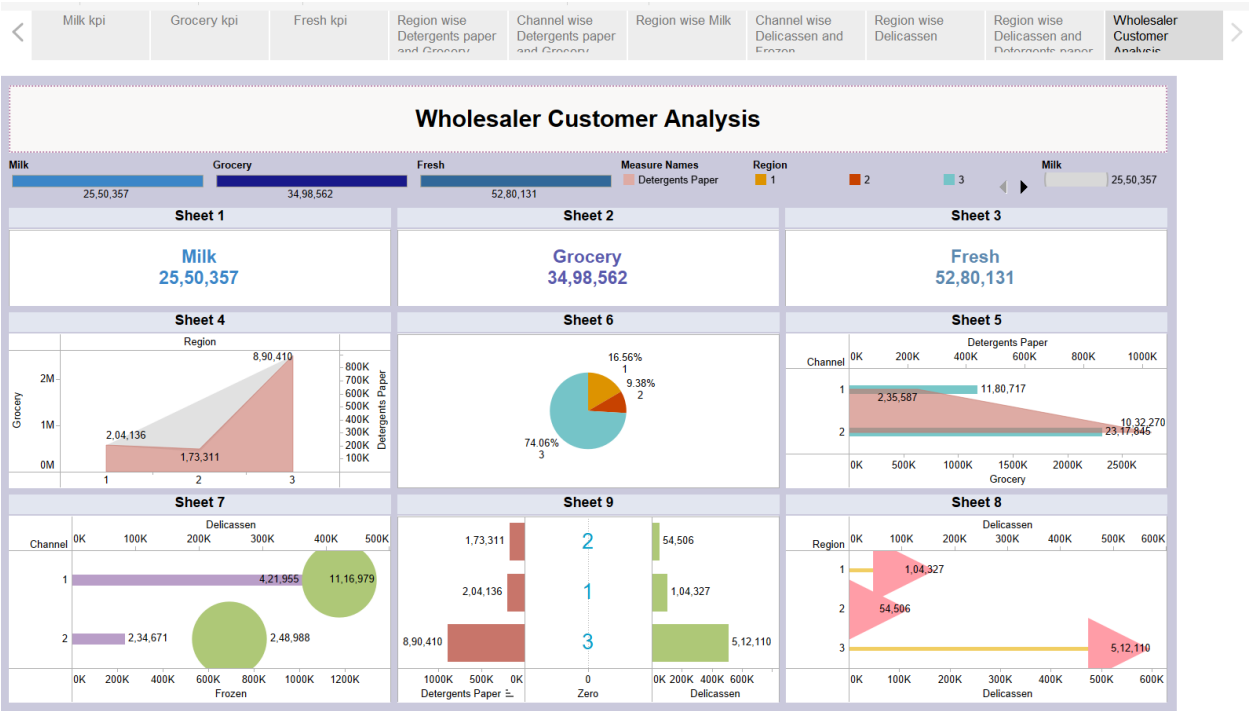 Milk kpi
Grocery kpi
Fresh kpi
Region wise
Detergents paper
and Grocery
Channel wise
Detergents paper
and Grocery
Region wise Milk
Channel wise
Delicassen and
Frozen
Region wise
Delicassen
Region wise
Delicassen and
Detergents paper
Wholesaler
Customer
Analysis
Wholesaler Customer Analysis
Milk
25,50,357
Grocery
34,98,562
Fresh
52,80,131
Measure Names
Detergents Paper
Region
1
2
3
Milk
25,50,357
Sheet 1
Milk
25,50,357
Sheet 2
Grocery
34,98,562
Sheet 3
Fresh
52,80,131
Sheet 4
Region
Grocery
2M
1M
0M
2,04,136
1,73,311
8,90,410
800K
700K
600K
500K
400K
300K
200K
100K
Detergents Paper
1 2 3
Sheet 6
16.56%
1
9.38%
2
74.06%
3
Sheet 5
Detergents Paper
Channel 0K 200K 400K 600K 800K 1000K
1 11,80,717
2,35,587
10,32,270
2 23,17,845
0K 500K 1000K 1500K 2000K 2500K
Grocery
Sheet 7
Delicassen
Channel 0K 100K 200K 300K 400K 500K
1 4,21,955 11,16,979
2 2,34,671 2,48,988
0K 200K 400K 600K 800K 1000K 1200K
Frozen
Sheet 9
1,73,311 2 54,506
2,04,136 1 1,04,327
8,90,410 3 5,12,110
1000K 500K 0K 0 0K 200K 400K 600K
Detergents Paper Zero Delicassen
Sheet 8
Delicassen
Region 0K 100K 200K 300K 400K 500K 600K
1 1,04,327
2 54,506
3 5,12,110
0K 100K 200K 300K 400K 500K 600K
Delicassen